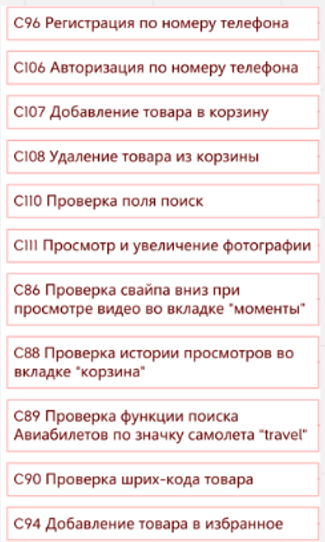 C96 Регистрация по номеру телефона
C106 Авторизация по номеру телефона
C107 Добавление товара в корзину
C108 Удаление товара из корзины
C110 Проверка поля поиск
C111 Просмотр и увеличение фотографии
C86 Проверка свайпа вниз при
просмотре видео во вкладке "моменты"
C88 Проверка истории просмотров во
вкладке "корзина"
C89 Проверка функции поиска
Авиабилетов по значку самолета "travel"
C90 Проверка шрих-кода товара
C94 Добавление товара в избранное